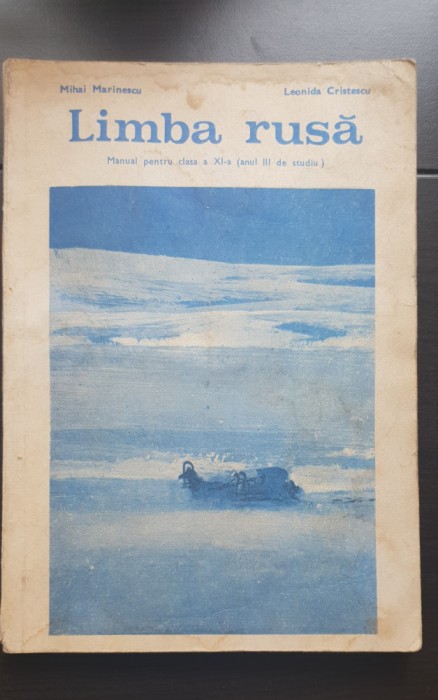 Mihai Marinescu Leonida Cristescu
Limba rusă
Manual pentru clasa a XI-a (anul III de studiu)